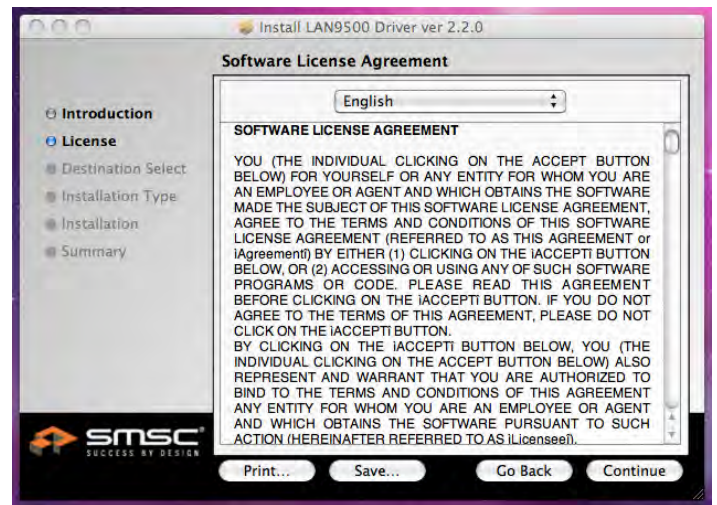 Install LAN9500 Driver ver 2.2.0
Software License Agreement
Introduction
License
Destination Select
Installation Type
Installation
Summary
English
SOFTWARE LICENSE AGREEMENT
YOU (THE INDIVIDUAL CLICKING ON THE ACCEPT BUTTON
BELOW) FOR YOURSELF OR ANY ENTITY FOR WHOM YOU ARE
AN EMPLOYEE OR AGENT AND WHICH OBTAINS THE SOFTWARE
MADE THE SUBJECT OF THIS SOFTWARE LICENSE AGREEMENT,
AGREE TO THE TERMS AND CONDITIONS OF THIS SOFTWARE
LICENSE AGREEMENT (REFERRED TO AS THIS AGREEMENT or
ìAgreementî) BY EITHER (1) CLICKING ON THE ìACCEPTî BUTTON
BELOW, OR (2) ACCESSING OR USING ANY OF SUCH SOFTWARE
PROGRAMS OR CODE. PLEASE READ THIS AGREEMENT
BEFORE CLICKING ON THE ìACCEPTî BUTTON. IF YOU DO NOT
AGREE TO THE TERMS OF THIS AGREEMENT, PLEASE DO NOT
CLICK ON THE ìACCEPTî BUTTON.
BY CLICKING ON THE ìACCEPTî BUTTON BELOW, YOU (THE
INDIVIDUAL CLICKING ON THE ACCEPT BUTTON BELOW) ALSO
REPRESENT AND WARRANT THAT YOU ARE AUTHORIZED TO
BIND TO THE TERMS AND CONDITIONS OF THIS AGREEMENT
ANY ENTITY FOR WHOM YOU ARE AN EMPLOYEE OR AGENT
AND WHICH OBTAINS THE SOFTWARE PURSUANT TO SUCH
ACTION (HEREINAFTER REFERRED TO AS ìLicenseeî).
smsc
SUCCESS BY DESIGN
Print... Save... Go Back Continue